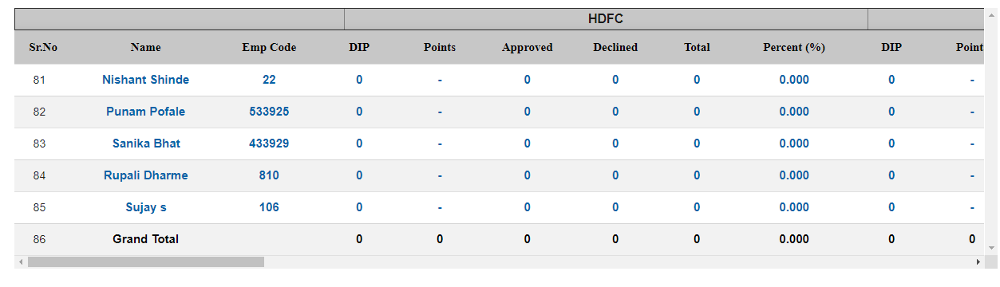 HDFC
Sr.No Name Emp Code DIP Points Approved Declined Total Percent (%) DIP Point
81 Nishant Shinde 22 0 - 0 0 0 0.000 0 -
82 Punam Pofale 533925 0 - 0 0 0 0.000 0 -
83 Sanika Bhat 433929 0 - 0 0 0 0.000 0 -
84 Rupali Dharme 810 0 - 0 0 0 0.000 0 -
85 Sujay s 106 0 - 0 0 0 0.000 0 -
86 Grand Total 0 0 0 0 0 0.000 0 0